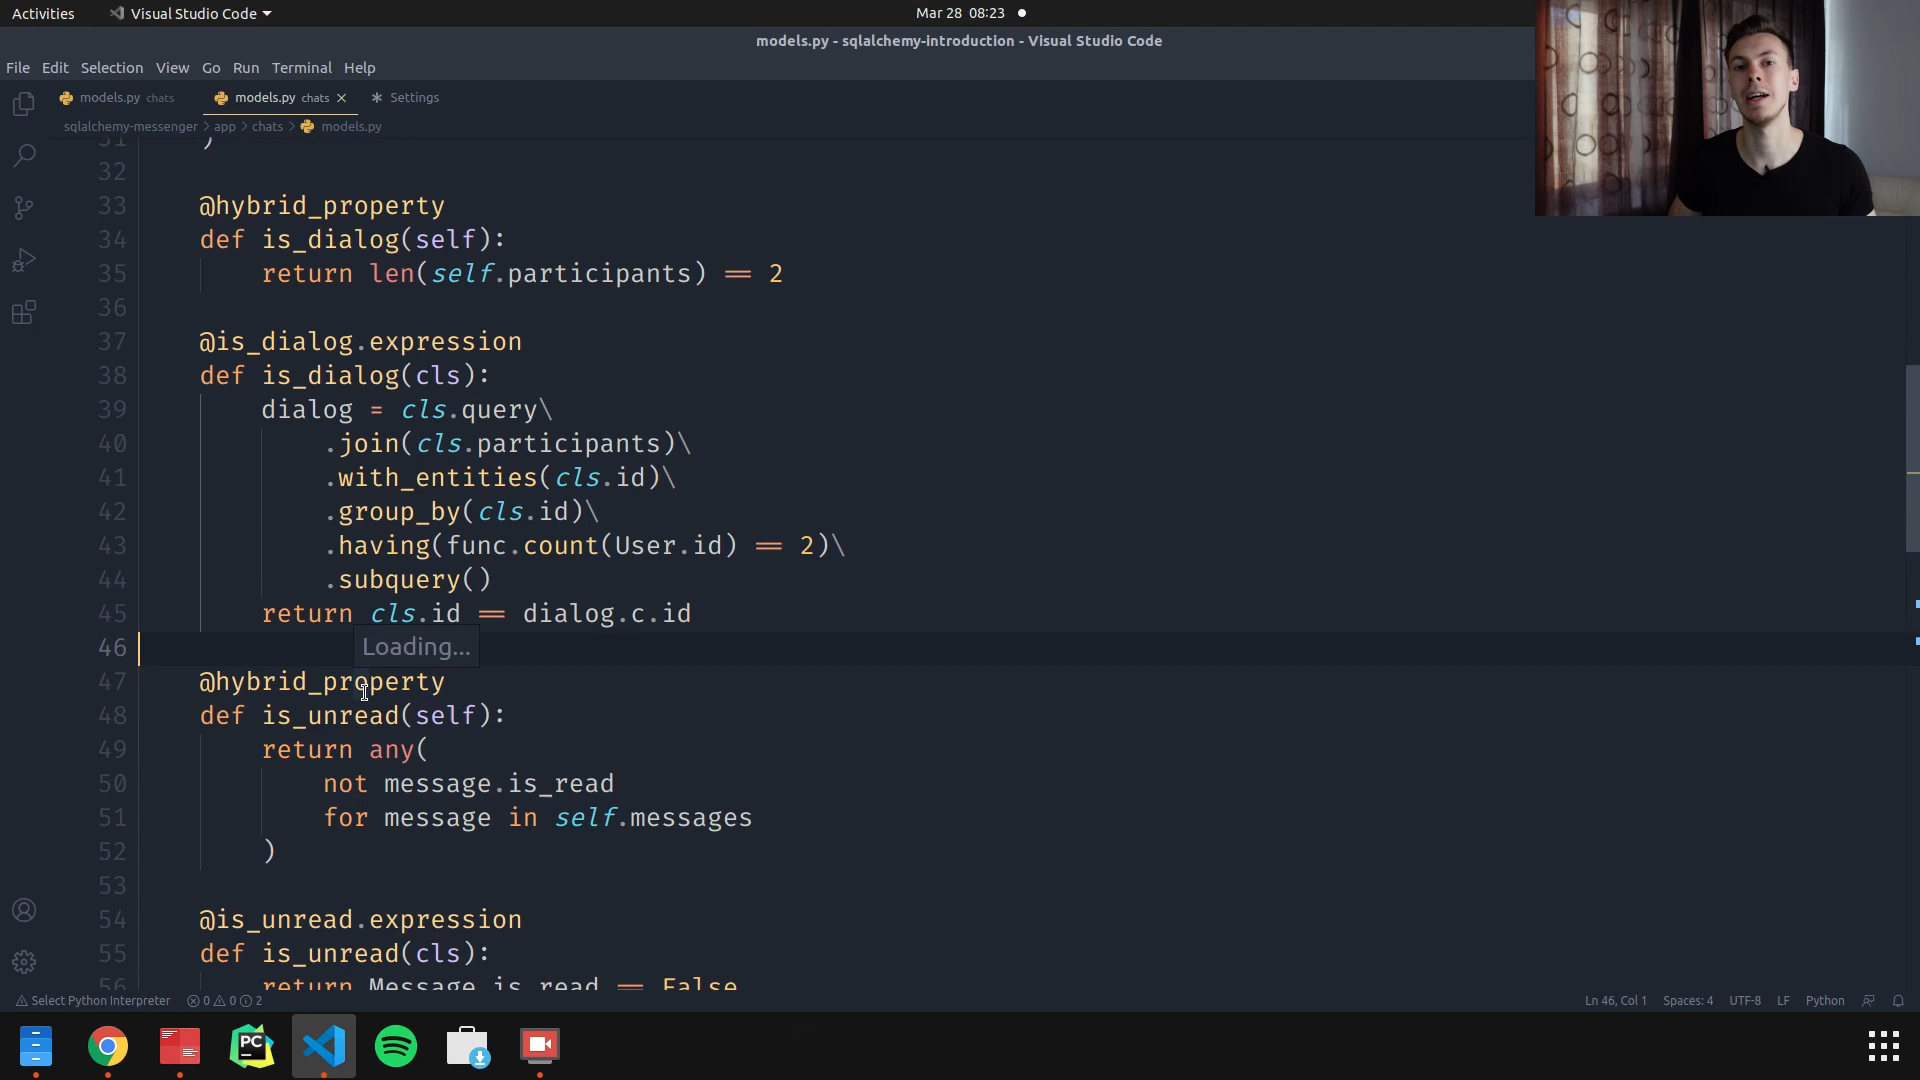 Activities
Visual Studio Code
Mar 28 08:23
models.py - sqlalchemy-introduction - Visual Studio Code
File Edit Selection View Go Run Terminal Help
models.py chats
models.py chats
Settings
sqlalchemy-messenger > app > chats > models.py
31 )
32
33 @hybrid_property
34 def is_dialog(self):
35 return len(self.participants) == 2
36
37 @is_dialog.expression
38 def is_dialog(cls):
39 dialog = cls.query\
40 .join(cls.participants)\
41 .with_entities(cls.id)\
42 .group_by(cls.id)\
43 .having(func.count(User.id) == 2)\
44 .subquery()
45 return cls.id == dialog.c.id
46
Loading...
47 @hybrid_property
48 def is_unread(self):
49 return any(
50 not message.is_read
51 for message in self.messages
52 )
53
54 @is_unread.expression
55 def is_unread(cls):
56 return Message.is_read == False
Select Python Interpreter 0 0 2 Ln 46, Col 1 Spaces: 4 UTF-8 LF Python
PC